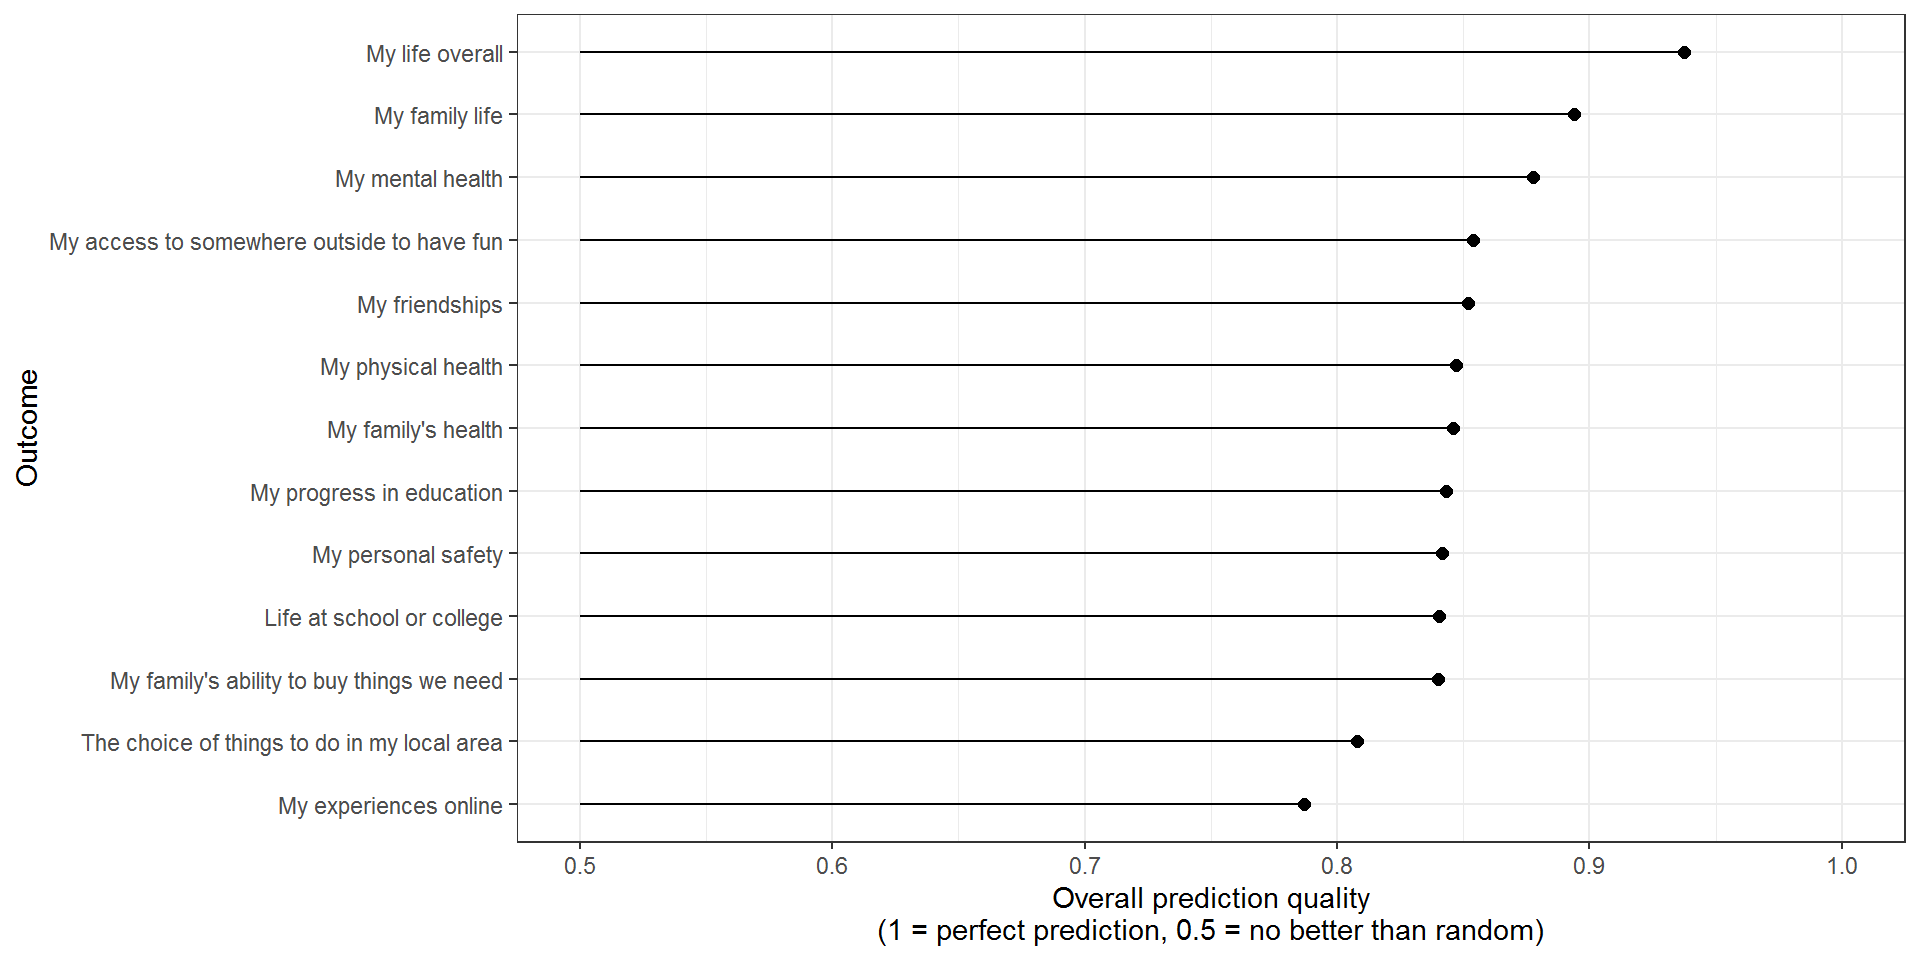 My life overall
My family life
My mental health
My access to somewhere outside to have fun
My friendships
My physical health
My family's health
My progress in education
My personal safety
Life at school or college
My family's ability to buy things we need
The choice of things to do in my local area
My experiences online
Outcome
0.5 0.6 0.7 0.8 0.9 1.0
Overall prediction quality
(1 = perfect prediction, 0.5 = no better than random)